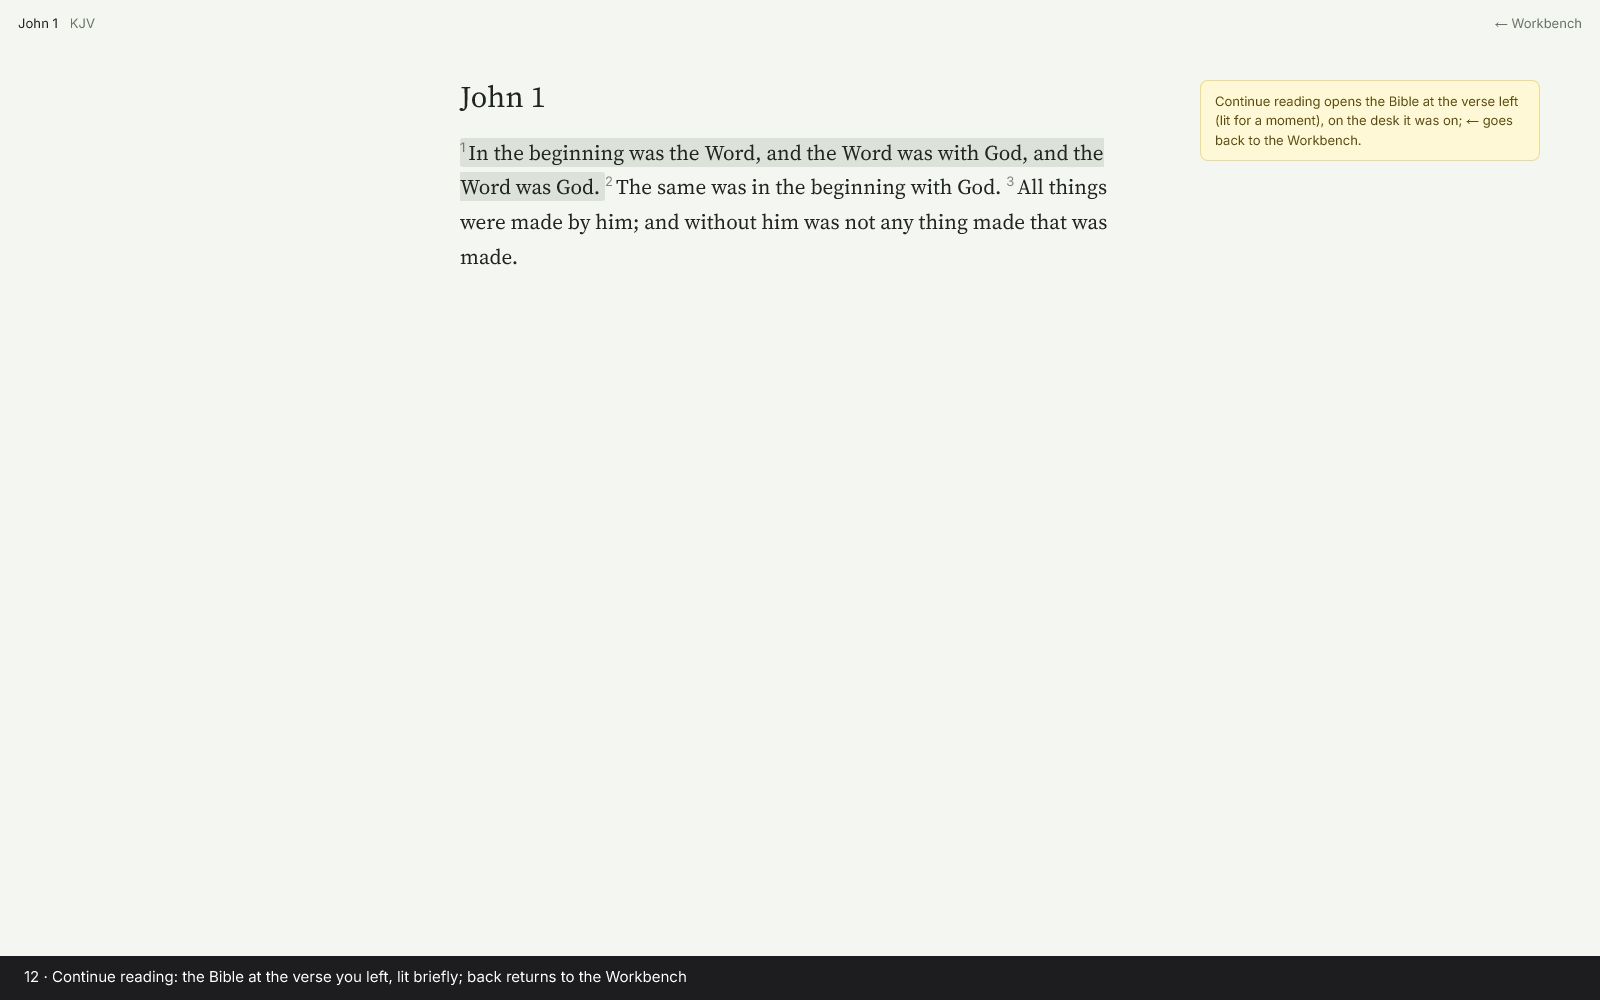 John 1 KJV
← Workbench
John 1
1 In the beginning was the Word, and the Word was with God, and the
Word was God. 2 The same was in the beginning with God. 3 All things
were made by him; and without him was not any thing made that was
made.
Continue reading opens the Bible at the verse left
(lit for a moment), on the desk it was on; ← goes
back to the Workbench.
12 · Continue reading: the Bible at the verse you left, lit briefly; back returns to the Workbench